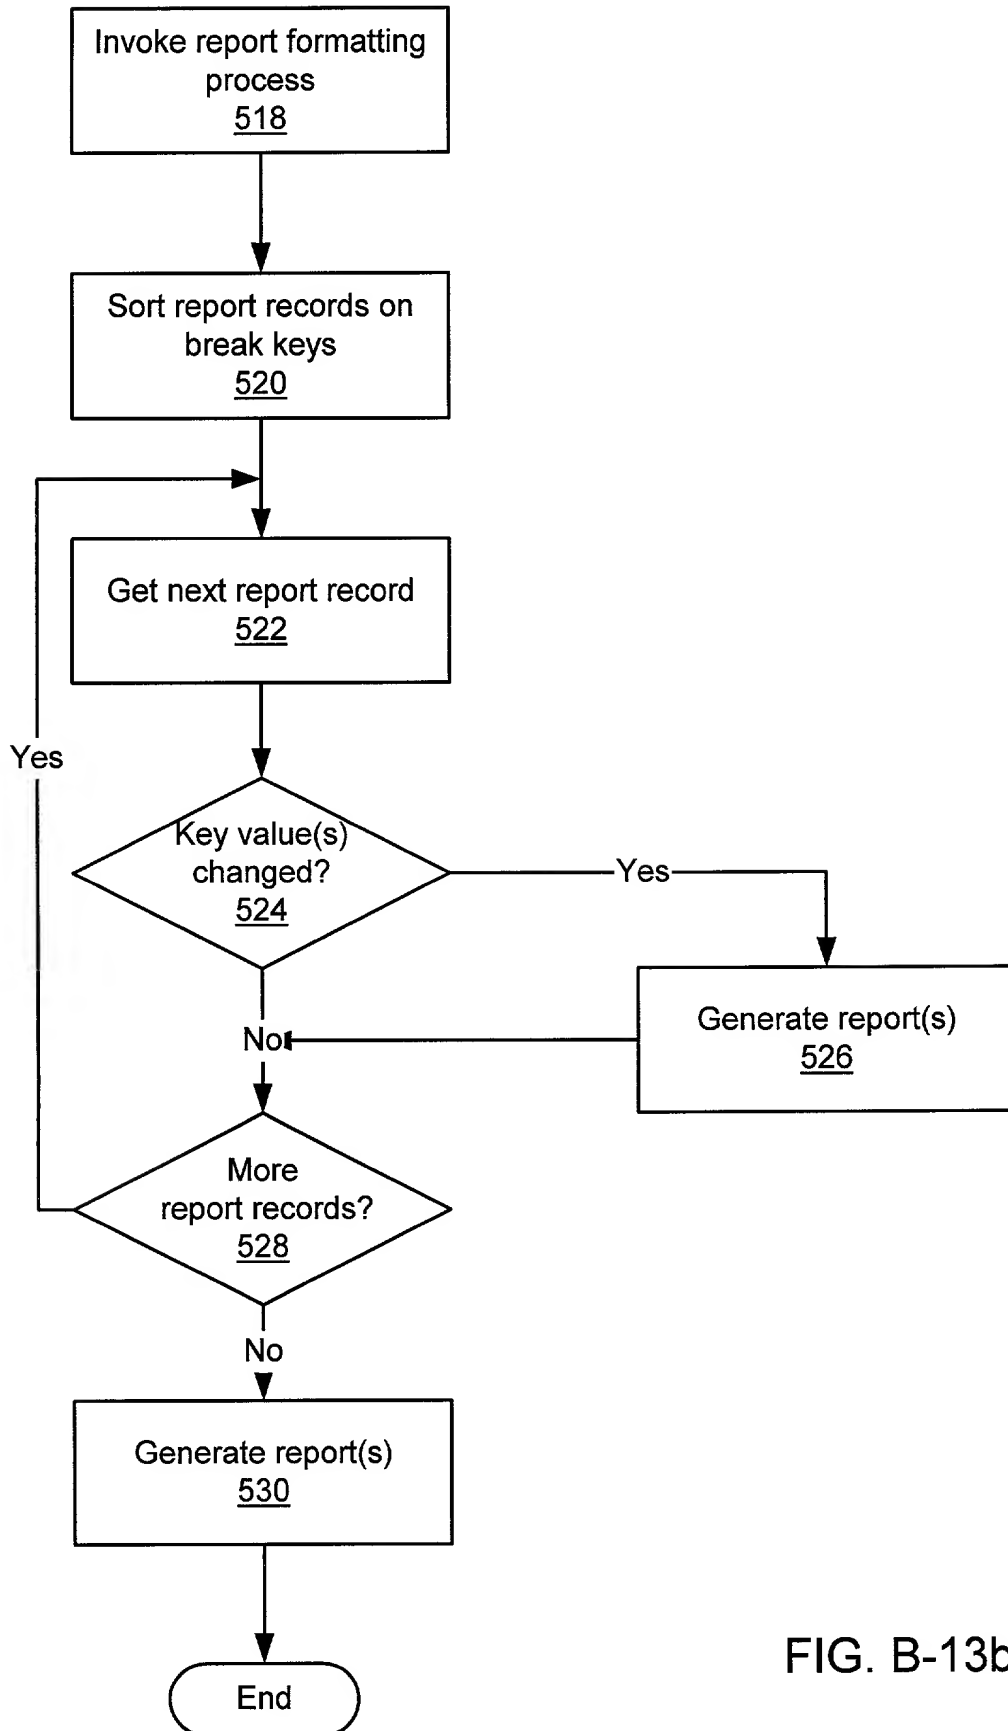 Invoke report formatting
process
518
Sort report records on
break keys
520
Get next report record
522
Yes
Key value(s)
changed?
524
Yes
Generate report(s)
526
No
More
report records?
528
No
Generate report(s)
530
End
FIG. B-13b